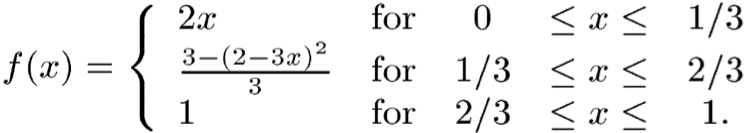 2x for 0 ≤ x ≤ 1/3
f(x) = { (3−(2−3x)²)/3 for 1/3 ≤ x ≤ 2/3
1 for 2/3 ≤ x ≤ 1.